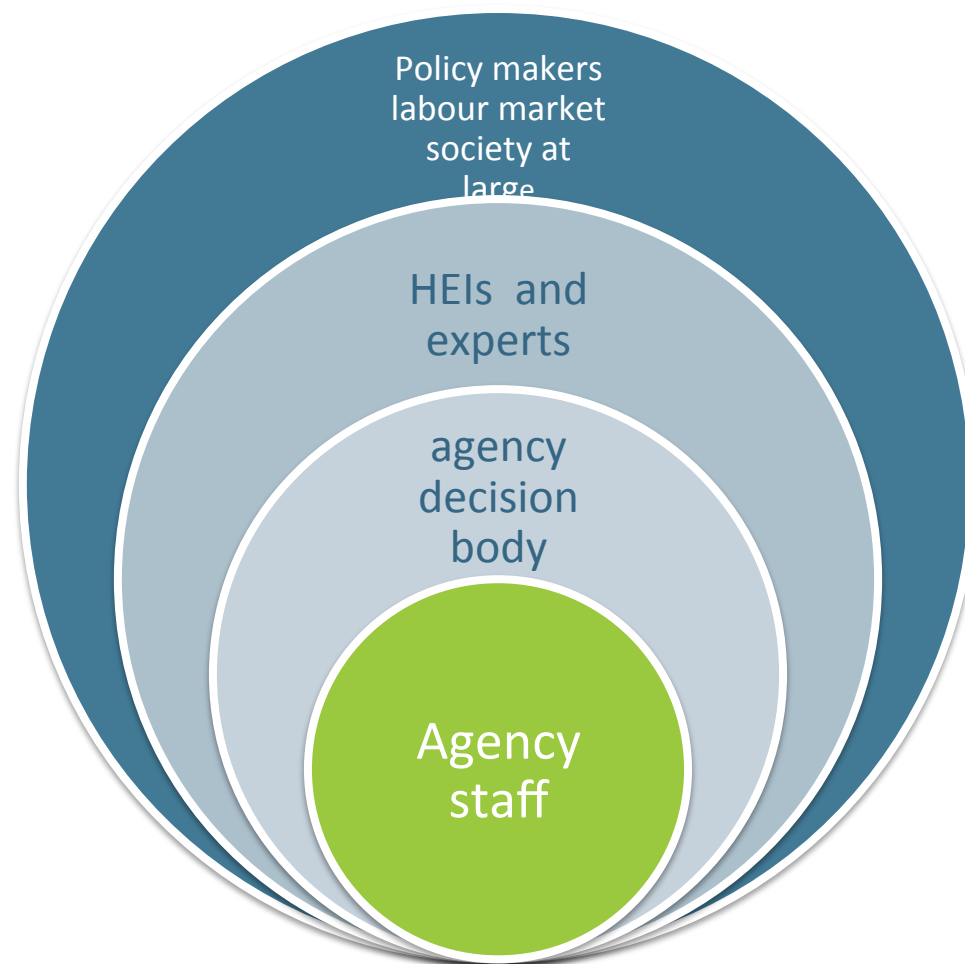 Policy makers
labour market
society at
large
HEIs and
experts
agency
decision
body
Agency
staff